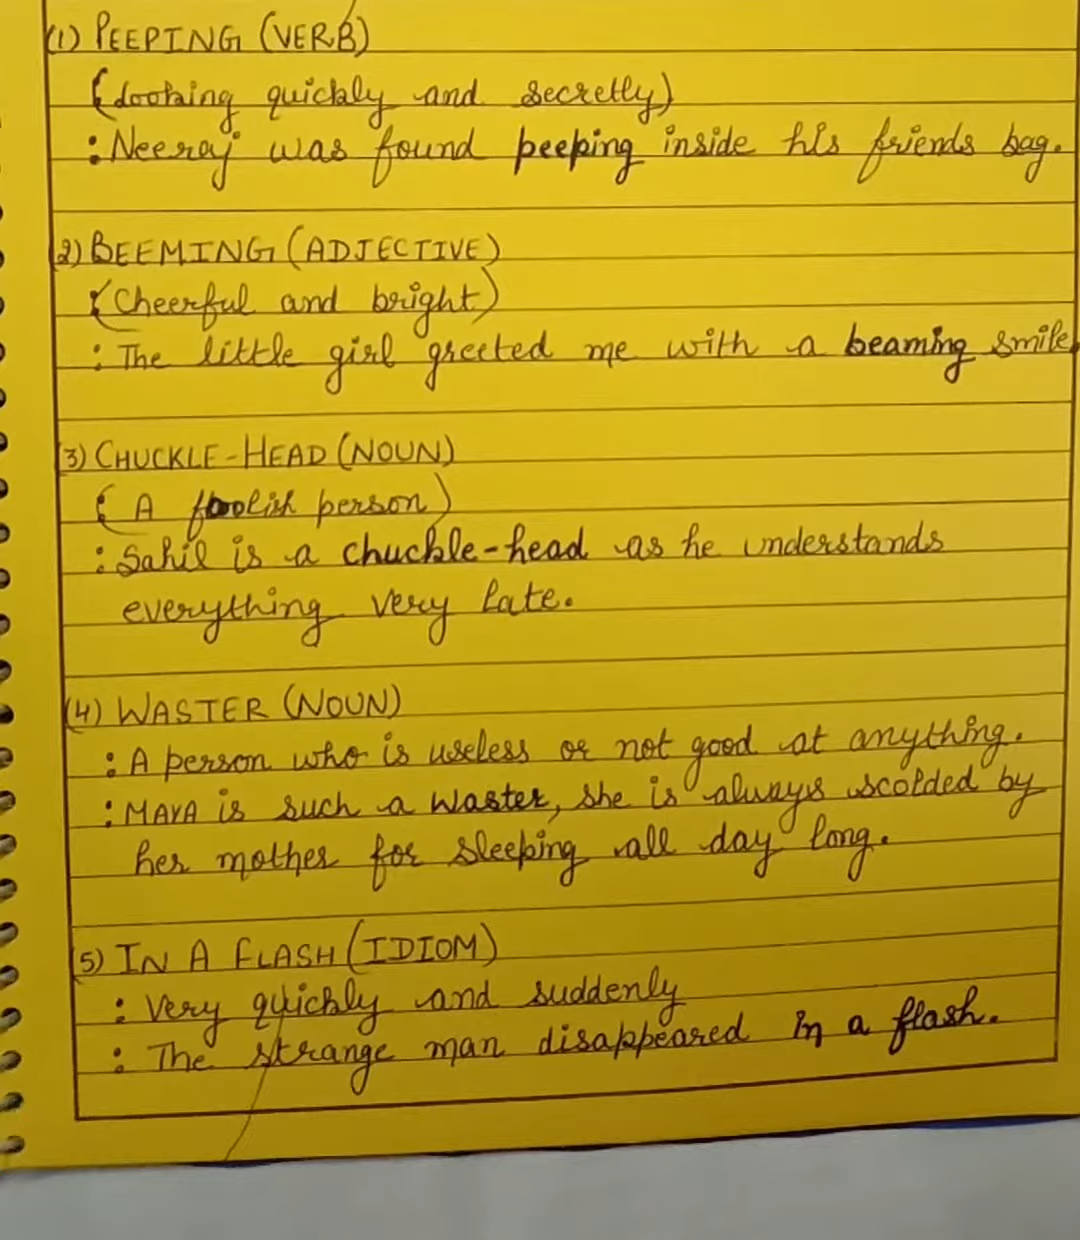 (1) PEEPING (VERB)
(Looking quickly and secretly)
: Neeraj was found peeping inside his friends bag.
(2) BEEMING (ADJECTIVE)
(Cheerful and bright)
: The little girl greeted me with a beaming smile
(3) CHUCKLE-HEAD (NOUN)
(A foolish person)
: Sahil is a chuckle-head as he understands
everything very late.
(4) WASTER (NOUN)
: A person who is useless or not good at anything.
: MAYA is such a waster, she is always scolded by
her mother for sleeping all day long.
(5) IN A FLASH (IDIOM)
: Very quickly and suddenly
: The strange man disappeared in a flash.